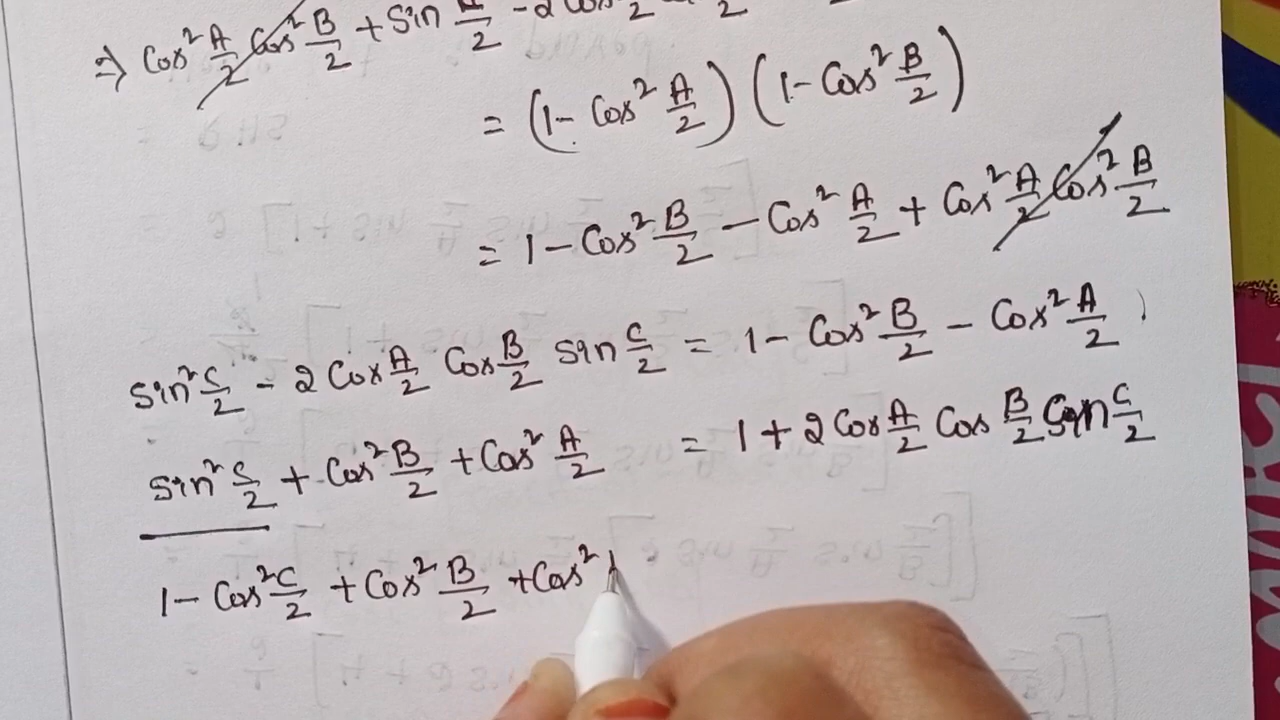 ⇒ Cos² A/2 Cos² B/2 + Sin
= (1 - Cos² A/2) (1 - Cos² B/2)
= 1 - Cos² B/2 - Cos² A/2 + Cos² A/2 Cos² B/2
Sin² C/2 - 2 Cos A/2 Cos B/2 Sin C/2 = 1 - Cos² B/2 - Cos² A/2
Sin² C/2 + Cos² B/2 + Cos² A/2 = 1 + 2 Cos A/2 Cos B/2 Sin C/2
1 - Cos² C/2 + Cos² B/2 + Cos²